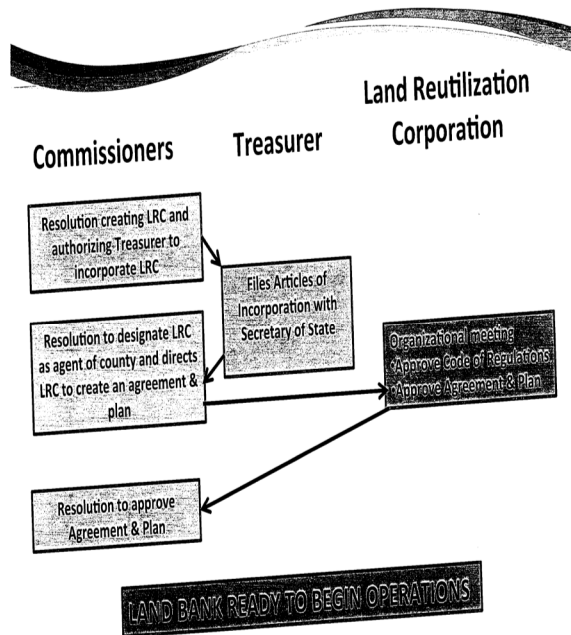 Land Reutilization
Corporation
Commissioners
Treasurer
Resolution creating LRC and
authorizing Treasurer to
incorporate LRC
Files Articles of
Incorporation with
Secretary of State
Resolution to designate LRC
as agent of county and directs
LRC to create an agreement &
plan
Organizational meeting
•Approve Code of Regulations
•Approve Agreement & Plan
Resolution to approve
Agreement & Plan
LAND BANK READY TO BEGIN OPERATIONS